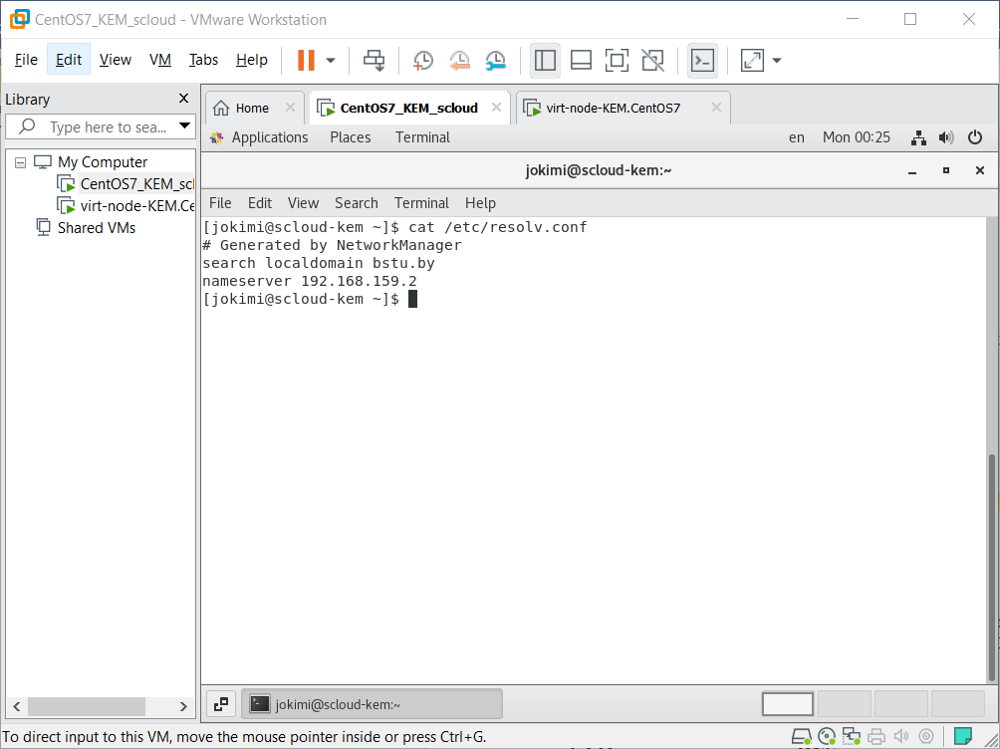 CentOS7_KEM_scloud - VMware Workstation
File Edit View VM Tabs Help
Library
Type here to sea...
My Computer
CentOS7_KEM_scl
virt-node-KEM.Ce
Shared VMs
Home CentOS7_KEM_scloud virt-node-KEM.CentOS7
Applications Places Terminal en Mon 00:25
jokimi@scloud-kem:~
File Edit View Search Terminal Help
[jokimi@scloud-kem ~]$ cat /etc/resolv.conf
# Generated by NetworkManager
search localdomain bstu.by
nameserver 192.168.159.2
[jokimi@scloud-kem ~]$
jokimi@scloud-kem:~
To direct input to this VM, move the mouse pointer inside or press Ctrl+G.